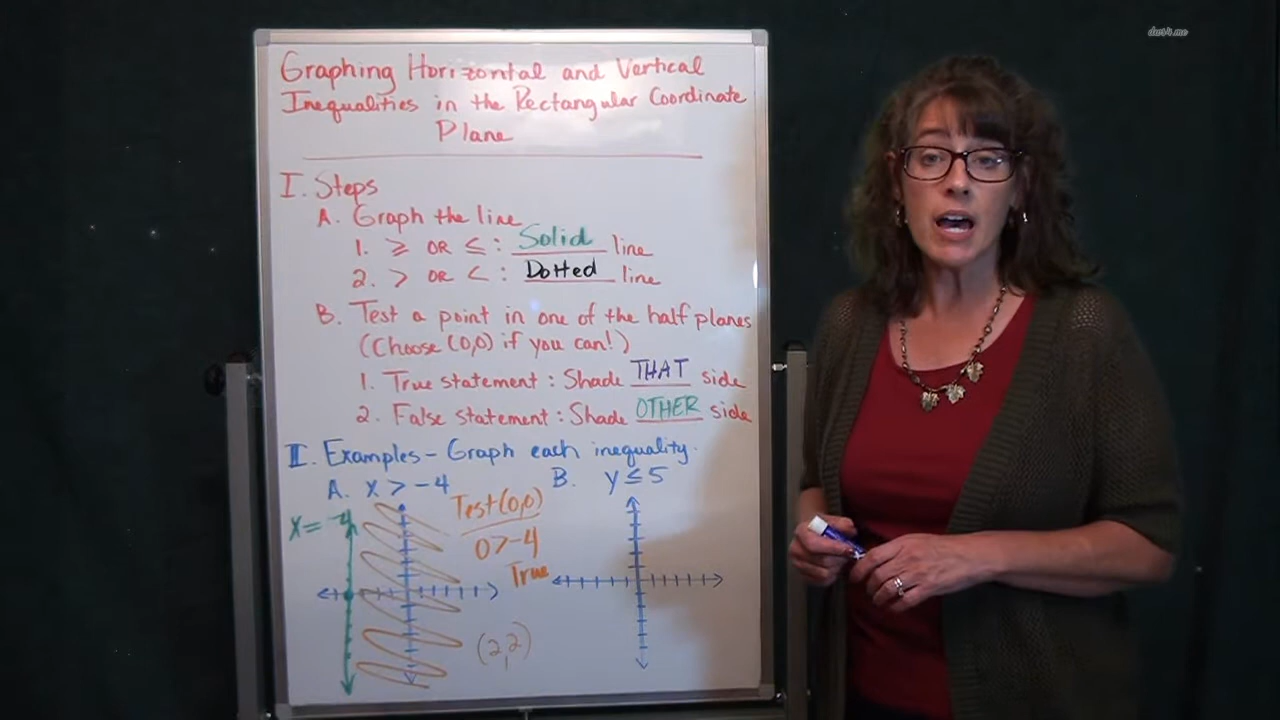 dwsh.me
Graphing Horizontal and Vertical
Inequalities in the Rectangular Coordinate
Plane
I. Steps
A. Graph the line
1. ≥ OR ≤ : Solid line
2. > OR < : Dotted line
B. Test a point in one of the half planes
(Choose (0,0) if you can!)
1. True statement : Shade THAT side
2. False statement : Shade OTHER side
II. Examples - Graph each inequality.
A. x > -4
B. y ≤ 5
Test (0,0)
x = -4
0 > -4
True
(2,2)